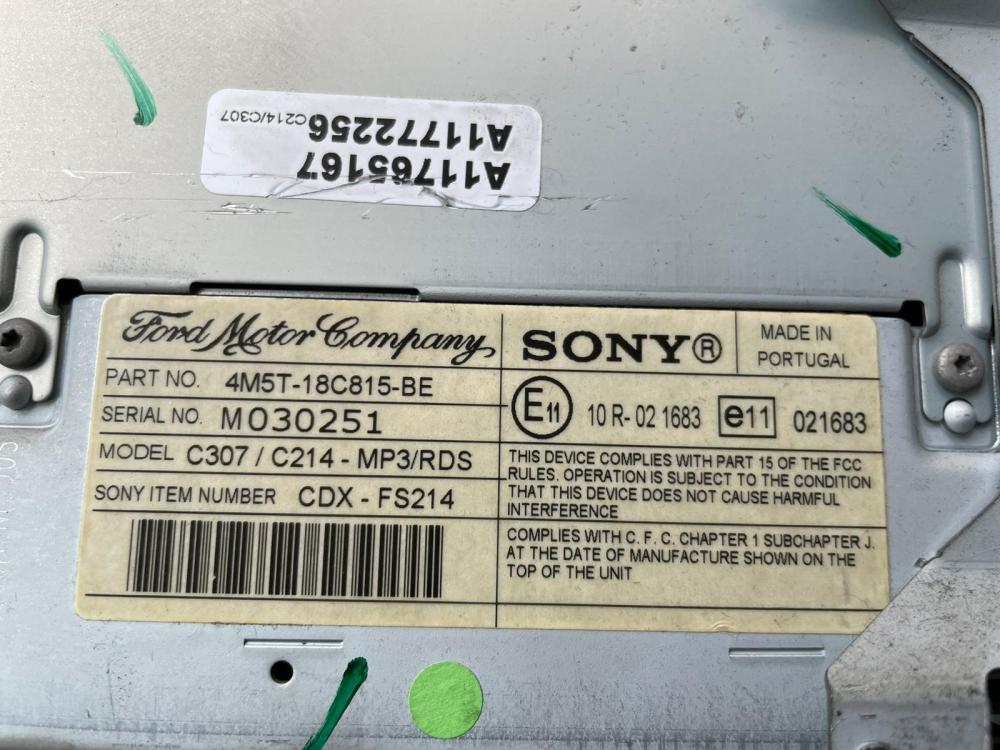 A11765167
A11772256 C214/C307
Ford Motor Company
PART NO. 4M5T-18C815-BE
SERIAL NO. M030251
MODEL C307 / C214 - MP3/RDS
SONY ITEM NUMBER CDX - FS214
SONY®
MADE IN
PORTUGAL
E11 10 R- 02 1683 e11 021683
THIS DEVICE COMPLIES WITH PART 15 OF THE FCC
RULES. OPERATION IS SUBJECT TO THE CONDITION
THAT THIS DEVICE DOES NOT CAUSE HARMFUL
INTERFERENCE
COMPLIES WITH C. F. C. CHAPTER 1 SUBCHAPTER J.
AT THE DATE OF MANUFACTURE SHOWN ON THE
TOP OF THE UNIT